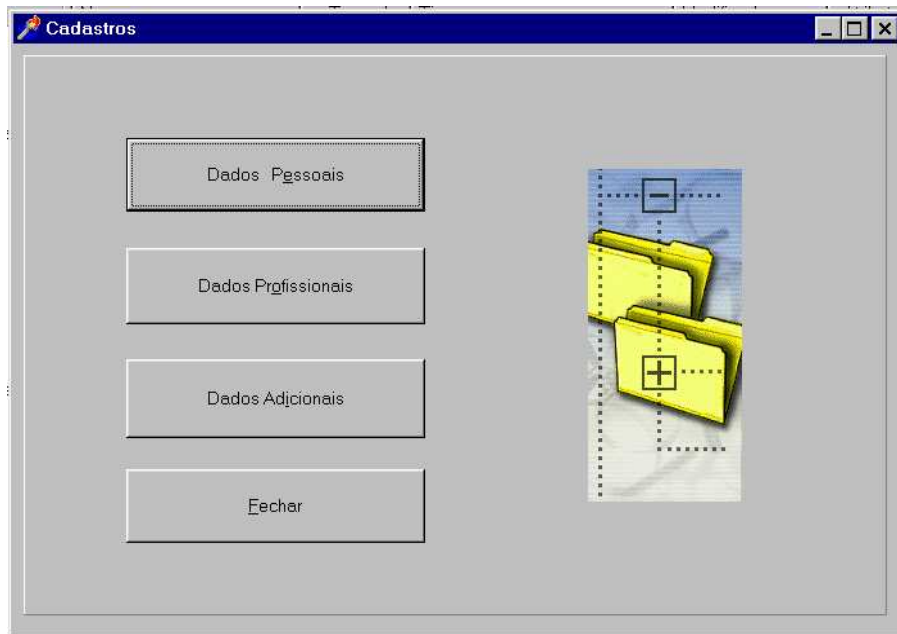 Cadastros
Dados Pessoais
Dados Profissionais
Dados Adicionais
Fechar